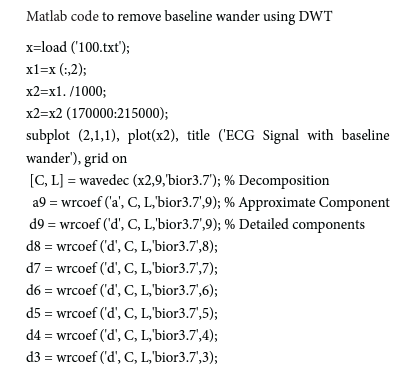 Matlab code to remove baseline wander using DWT
x=load ('100.txt');
x1=x (:,2);
x2=x1. /1000;
x2=x2 (170000:215000);
subplot (2,1,1), plot(x2), title ('ECG Signal with baseline
wander'), grid on
[C, L] = wavedec (x2,9,'bior3.7'); % Decomposition
a9 = wrcoef ('a', C, L,'bior3.7',9); % Approximate Component
d9 = wrcoef ('d', C, L,'bior3.7',9); % Detailed components
d8 = wrcoef ('d', C, L,'bior3.7',8);
d7 = wrcoef ('d', C, L,'bior3.7',7);
d6 = wrcoef ('d', C, L,'bior3.7',6);
d5 = wrcoef ('d', C, L,'bior3.7',5);
d4 = wrcoef ('d', C, L,'bior3.7',4);
d3 = wrcoef ('d', C, L,'bior3.7',3);